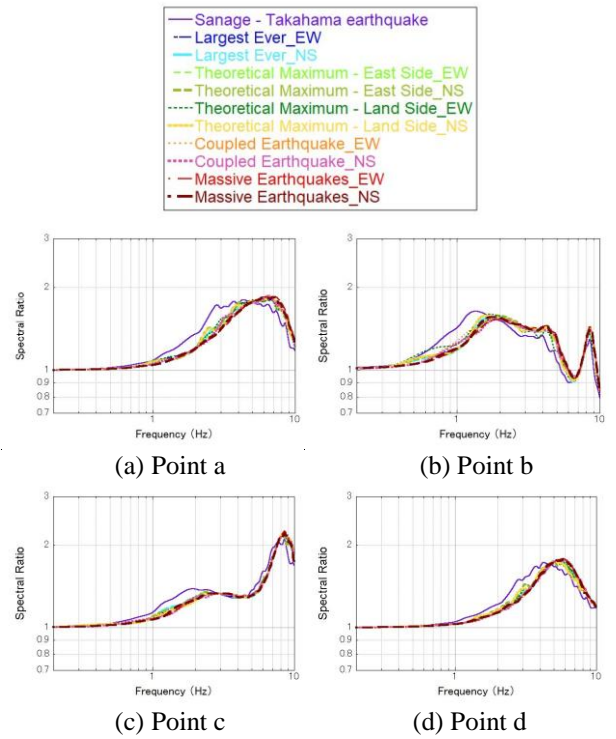 Sanage - Takahama earthquake
Largest Ever_EW
Largest Ever_NS
Theoretical Maximum - East Side_EW
Theoretical Maximum - East Side_NS
Theoretical Maximum - Land Side_EW
Theoretical Maximum - Land Side_NS
Coupled Earthquake_EW
Coupled Earthquake_NS
Massive Earthquakes_EW
Massive Earthquakes_NS
3
2
1
0.9
0.8
0.7
Spectral Ratio
1
10
Frequency (Hz)
(a) Point a
3
2
1
0.9
0.8
0.7
Spectral Ratio
1
10
Frequency (Hz)
(b) Point b
3
2
1
0.9
0.8
0.7
Spectral Ratio
1
10
Frequency (Hz)
(c) Point c
3
2
1
0.9
0.8
0.7
Spectral Ratio
1
10
Frequency (Hz)
(d) Point d